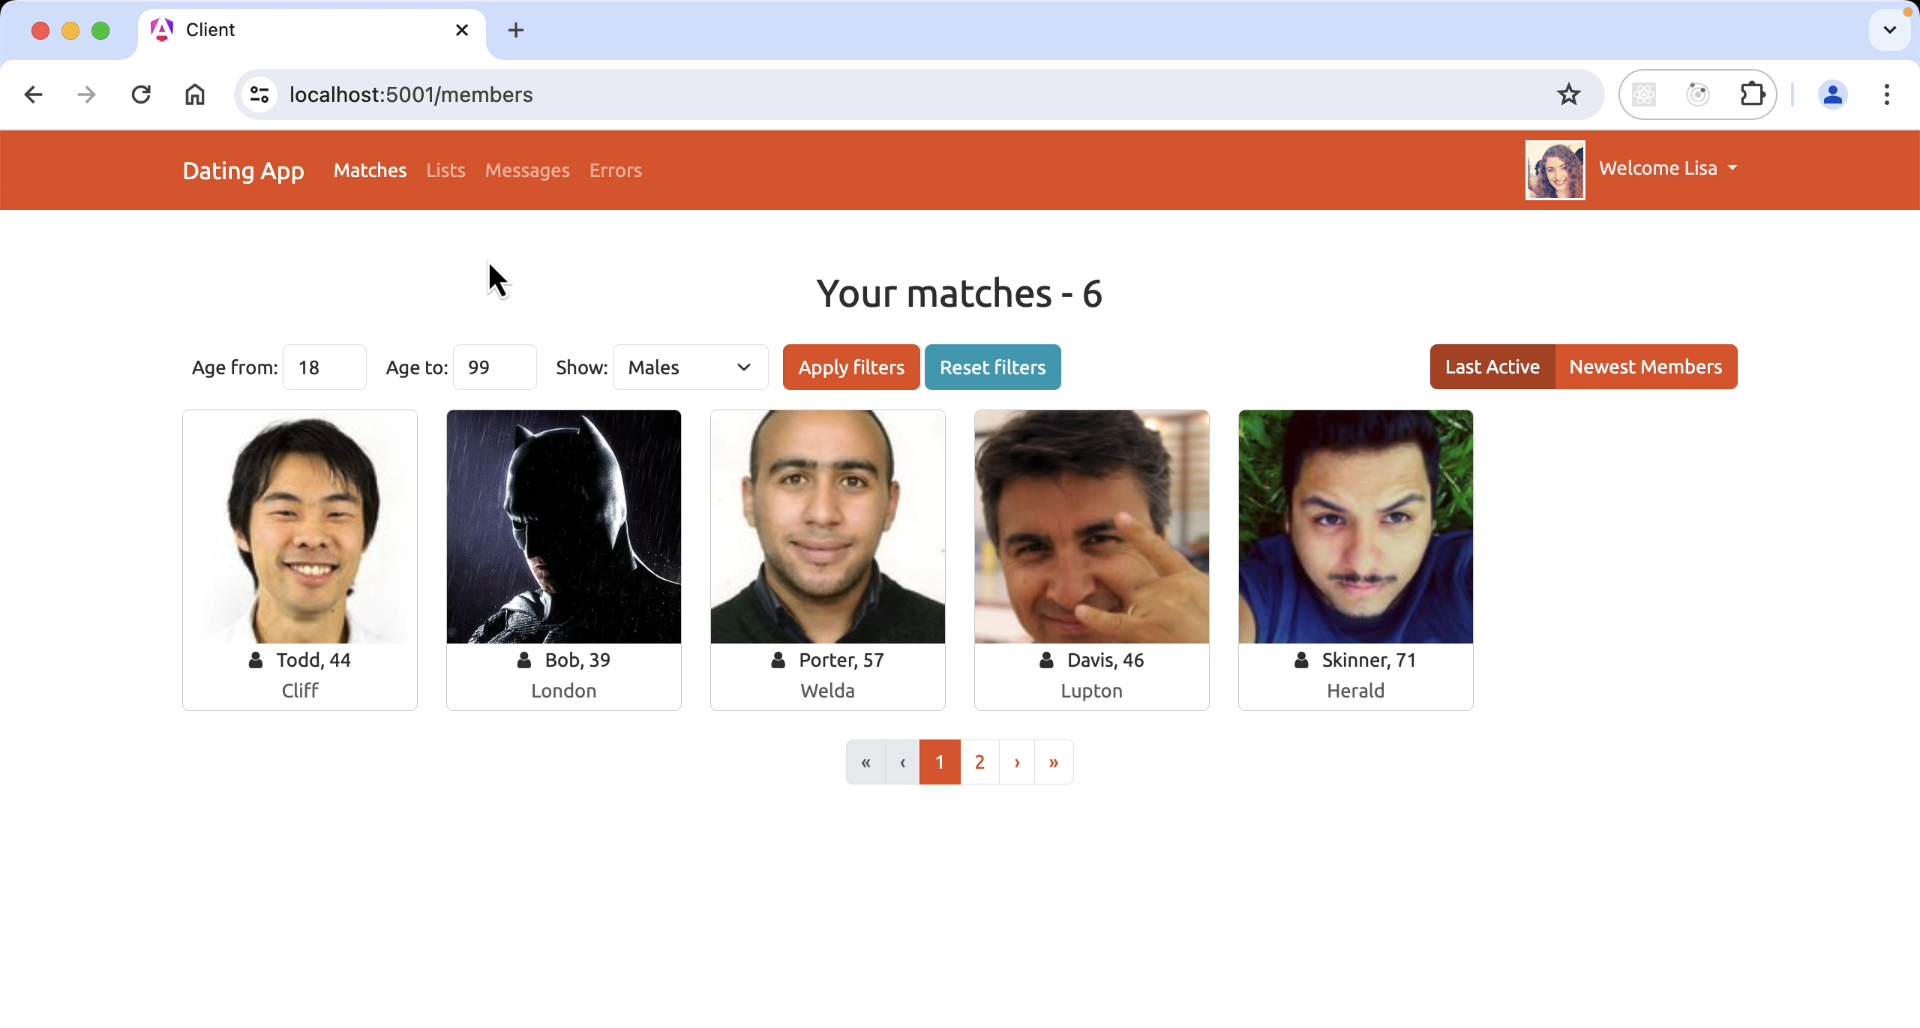 Client
localhost:5001/members
Dating App Matches Lists Messages Errors Welcome Lisa
Your matches - 6
Age from: 18 Age to: 99 Show: Males Apply filters Reset filters Last Active Newest Members
Todd, 44 Bob, 39 Porter, 57 Davis, 46 Skinner, 71
Cliff London Welda Lupton Herald
« ‹ 1 2 › »